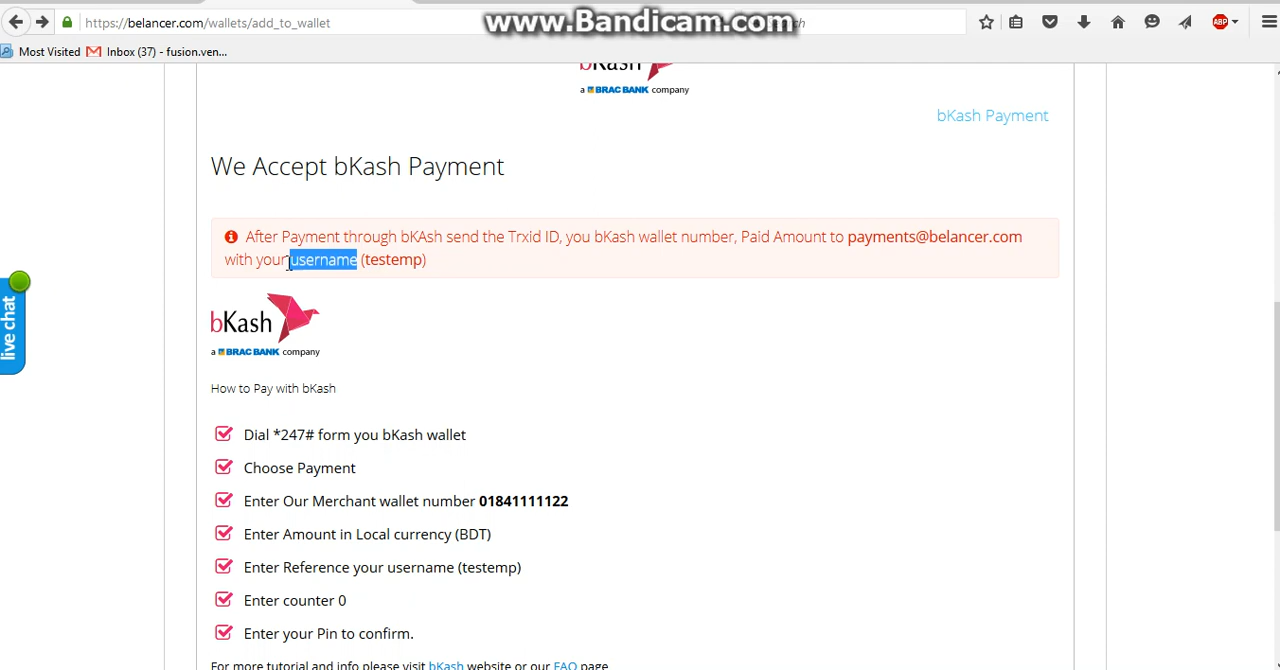 https://belancer.com/wallets/add_to_wallet
www.Bandicam.com
ABP
Most Visited Inbox (37) - fusion.ven...
bKash
a BRAC BANK company
bKash Payment
We Accept bKash Payment
After Payment through bKAsh send the Trxid ID, you bKash wallet number, Paid Amount to payments@belancer.com
with your username (testemp)
live chat
bKash
a BRAC BANK company
How to Pay with bKash
Dial *247# form you bKash wallet
Choose Payment
Enter Our Merchant wallet number 01841111122
Enter Amount in Local currency (BDT)
Enter Reference your username (testemp)
Enter counter 0
Enter your Pin to confirm.
For more tutorial and info please visit bKash website or our FAQ page